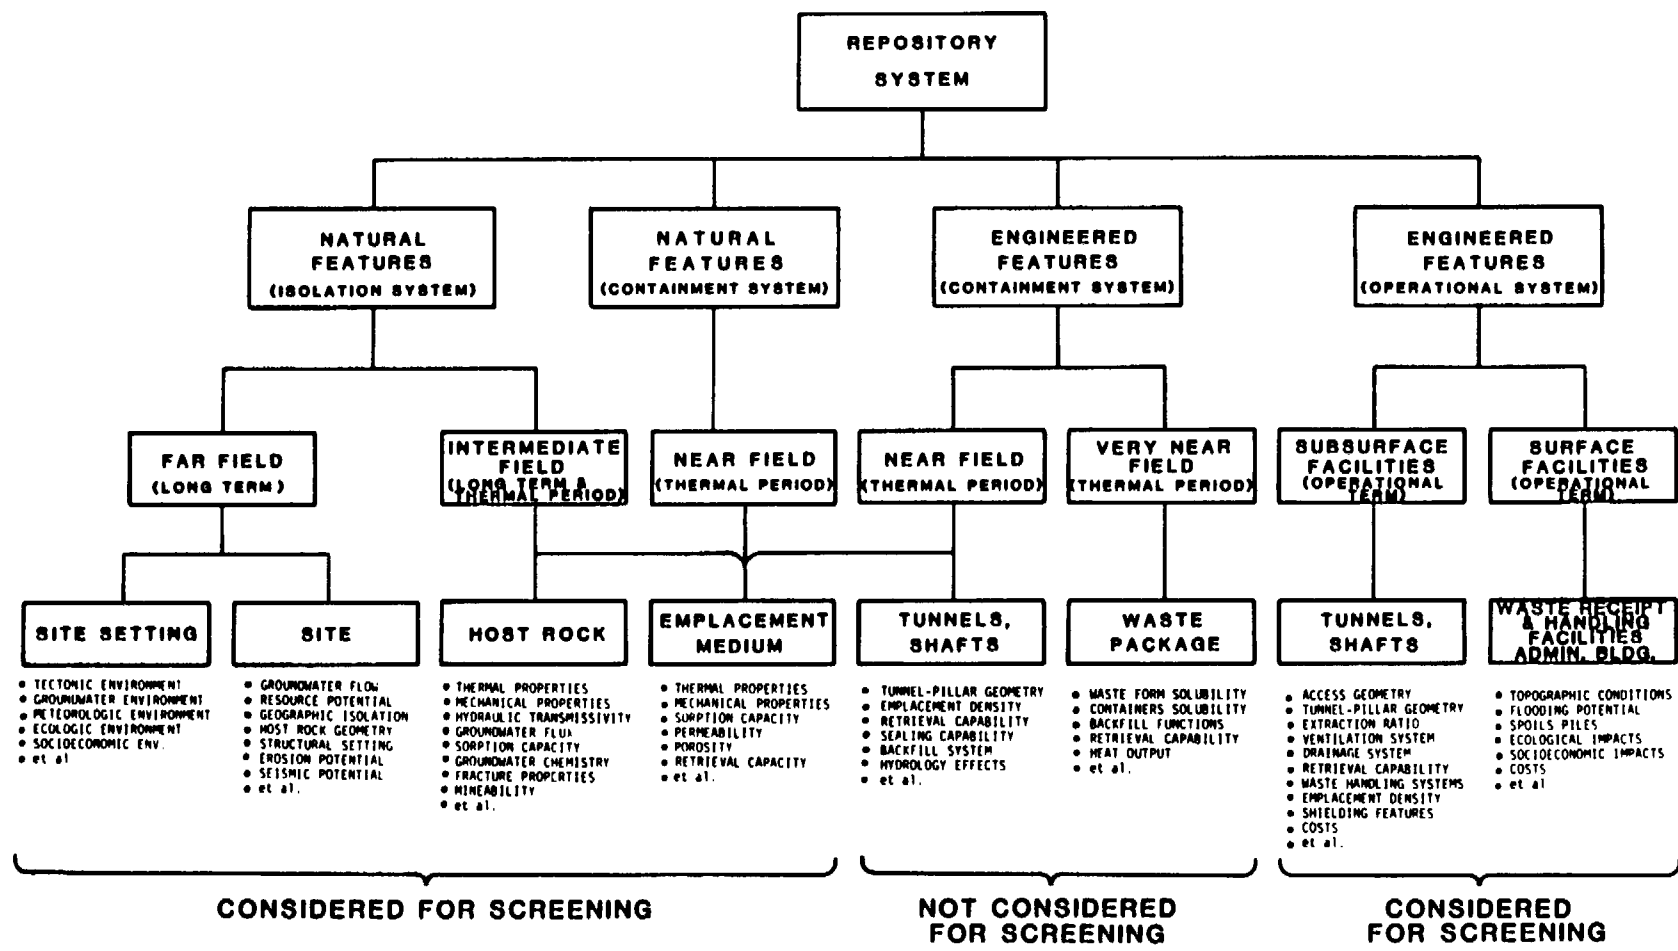 REPOSITORY
SYSTEM
NATURAL
FEATURES
(ISOLATION SYSTEM)
NATURAL
FEATURES
(CONTAINMENT SYSTEM)
ENGINEERED
FEATURES
(CONTAINMENT SYSTEM)
ENGINEERED
FEATURES
(OPERATIONAL SYSTEM)
FAR FIELD
(LONG TERM)
INTERMEDIATE
FIELD
(LONG TERM &
THERMAL PERIOD)
NEAR FIELD
(THERMAL PERIOD)
NEAR FIELD
(THERMAL PERIOD)
VERY NEAR
FIELD
(THERMAL PERIOD)
SUBSURFACE
FACILITIES
(OPERATIONAL
TERM)
SURFACE
FACILITIES
(OPERATIONAL
TERM)
SITE SETTING
• TECTONIC ENVIRONMENT
• GROUNDWATER ENVIRONMENT
• METEOROLOGIC ENVIRONMENT
• ECOLOGIC ENVIRONMENT
• SOCIOECONOMIC ENV.
• et al
SITE
• GROUNDWATER FLOW
• RESOURCE POTENTIAL
• GEOGRAPHIC ISOLATION
• HOST ROCK GEOMETRY
• STRUCTURAL SETTING
• EROSION POTENTIAL
• SEISMIC POTENTIAL
• et al.
HOST ROCK
• THERMAL PROPERTIES
• MECHANICAL PROPERTIES
• HYDRAULIC TRANSMISSIVITY
• GROUNDWATER FLUX
• SORPTION CAPACITY
• GROUNDWATER CHEMISTRY
• FRACTURE PROPERTIES
• MINEABILITY
• et al.
EMPLACEMENT
MEDIUM
• THERMAL PROPERTIES
• MECHANICAL PROPERTIES
• SORPTION CAPACITY
• PERMEABILITY
• POROSITY
• RETRIEVAL CAPACITY
• et al.
TUNNELS,
SHAFTS
• TUNNEL-PILLAR GEOMETRY
• EMPLACEMENT DENSITY
• RETRIEVAL CAPABILITY
• SEALING CAPABILITY
• BACKFILL SYSTEM
• HYDROLOGY EFFECTS
• et al.
WASTE
PACKAGE
• WASTE FORM SOLUBILITY
• CONTAINERS SOLUBILITY
• BACKFILL FUNCTIONS
• RETRIEVAL CAPABILITY
• HEAT OUTPUT
• et al.
TUNNELS,
SHAFTS
• ACCESS GEOMETRY
• TUNNEL-PILLAR GEOMETRY
• EXTRACTION RATIO
• VENTILATION SYSTEM
• DRAINAGE SYSTEM
• RETRIEVAL CAPABILITY
• WASTE HANDLING SYSTEMS
• EMPLACEMENT DENSITY
• SHIELDING FEATURES
• COSTS
• et al.
WASTE RECEIPT
& HANDLING
FACILITIES
ADMIN. BLDG.
• TOPOGRAPHIC CONDITIONS
• FLOODING POTENTIAL
• SPOILS PILES
• ECOLOGICAL IMPACTS
• SOCIOECONOMIC IMPACTS
• COSTS
• et al
CONSIDERED FOR SCREENING
NOT CONSIDERED
FOR SCREENING
CONSIDERED
FOR SCREENING